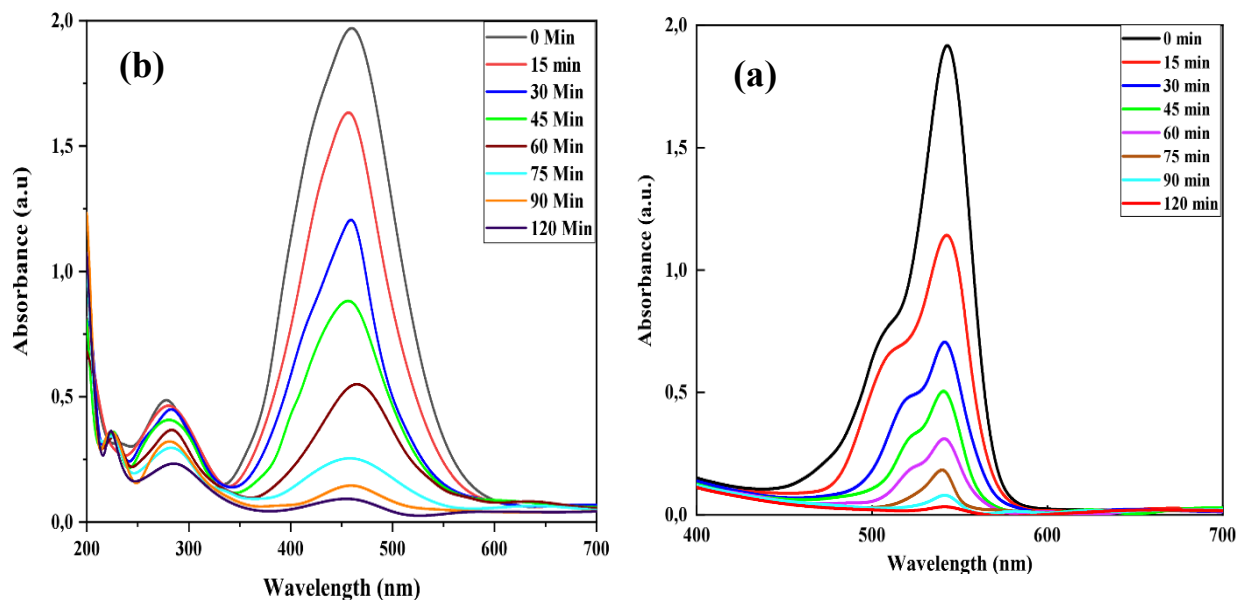 (b)
2,0
1,5
1,0
0,5
0,0
Absorbance (a.u)
200 300 400 500 600 700
Wavelength (nm)
0 Min
15 min
30 Min
45 Min
60 Min
75 Min
90 Min
120 Min
(a)
2,0
1,5
1,0
0,5
0,0
Absorbance (a.u.)
400 500 600 700
Wavelength (nm)
0 min
15 min
30 min
45 min
60 min
75 min
90 min
120 min